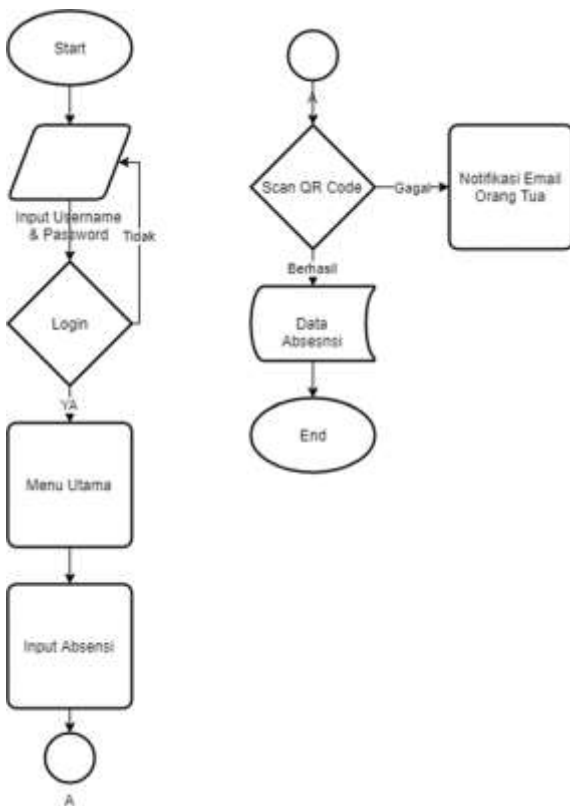 Start
Input Username
& Password
Tidak
Login
YA
Menu Utama
Input Absensi
A
A
Scan QR Code
Gagal
Notifikasi Email
Orang Tua
Berhasil
Data
Absesnsi
End